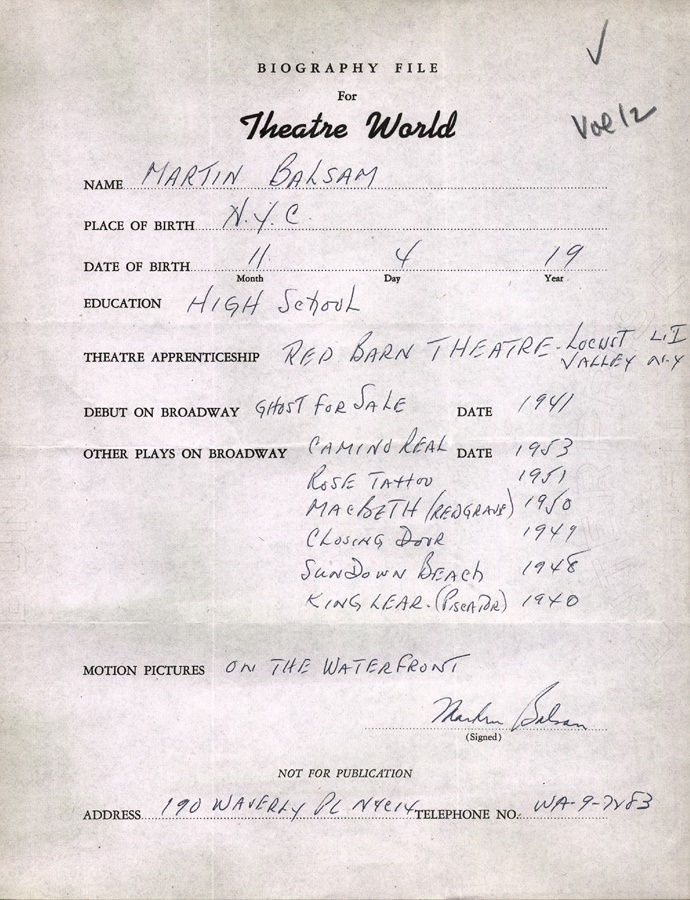 BIOGRAPHY FILE
For
Theatre World
Vol 12
NAME MARTIN BALSAM
PLACE OF BIRTH N.Y.C.
DATE OF BIRTH 11 4 19
Month Day Year
EDUCATION HIGH SCHOOL
THEATRE APPRENTICESHIP RED BARN THEATRE - LOCUST L.I
VALLEY N.Y
DEBUT ON BROADWAY GHOST FOR SALE DATE 1941
OTHER PLAYS ON BROADWAY CAMINO REAL DATE 1953
ROSE TATTOO 1951
MACBETH (REDGRAVE) 1950
CLOSING DOOR 1949
SUNDOWN BEACH 1948
KING LEAR. (PISCATOR) 1940
MOTION PICTURES ON THE WATERFRONT
Martin Balsam
(Signed)
NOT FOR PUBLICATION
ADDRESS 190 WAVERLY PL NYC14 TELEPHONE NO. WA-9-